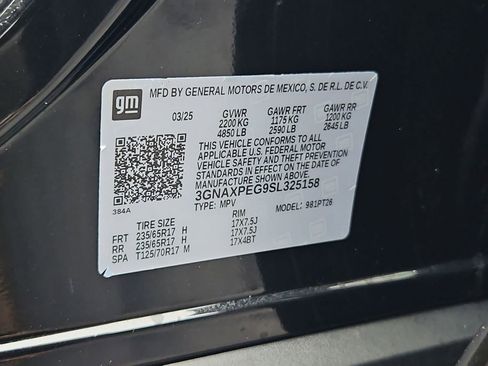 gm
MFD BY GENERAL MOTORS DE MEXICO, S. DE R.L. DE C.V.
03/25 GVWR GAWR FRT GAWR RR
2200 KG 1175 KG 1200 KG
4850 LB 2590 LB 2645 LB
THIS VEHICLE CONFORMS TO ALL
APPLICABLE U.S. FEDERAL MOTOR
VEHICLE SAFETY AND THEFT PREVENTION
STANDARDS IN EFFECT ON THE
DATE OF MANUFACTURE SHOWN ABOVE.
3GNAXPEG9SL325158
384A TYPE: MPV MODEL: 981PT26
TIRE SIZE RIM
FRT 235/65R17 H 17X7.5J
RR 235/65R17 H 17X7.5J
SPA T125/70R17 M 17X4BT